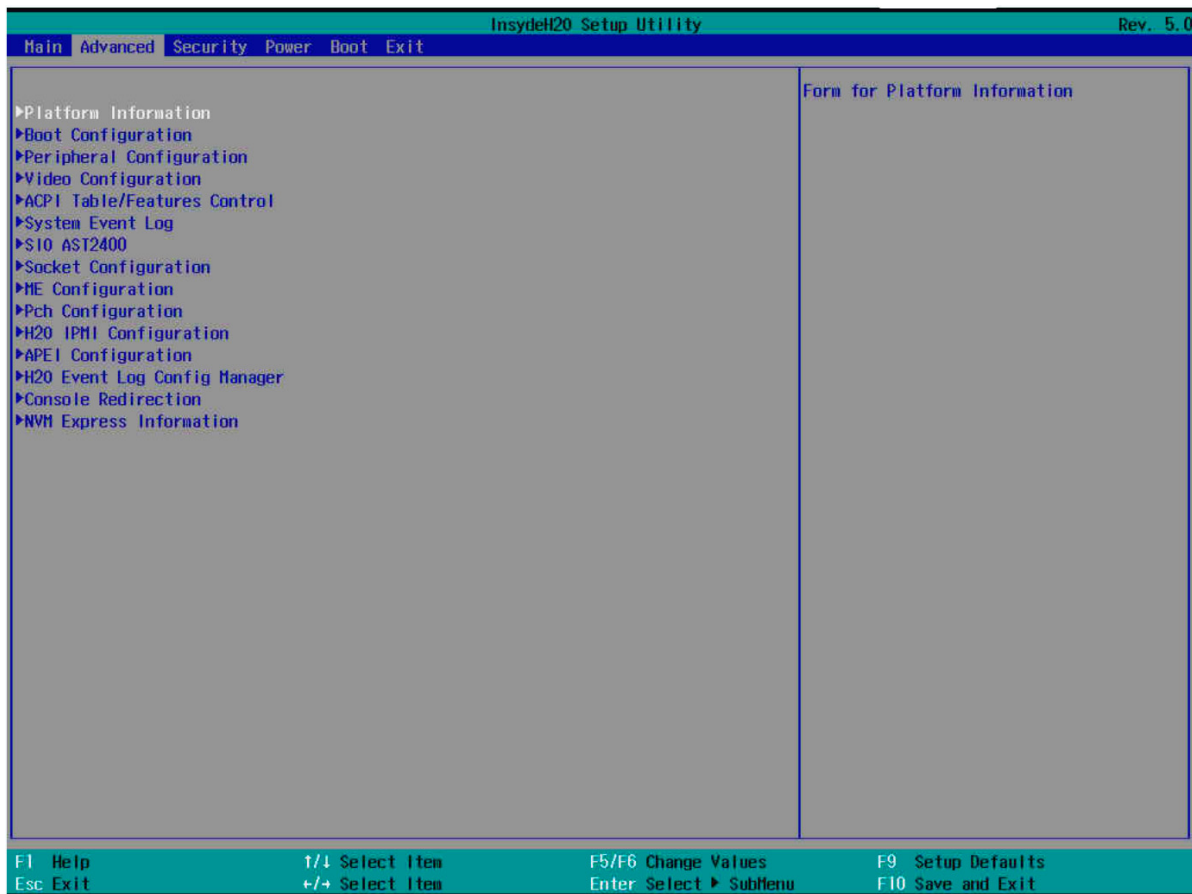 InsydeH20 Setup Utility Rev. 5.0
Main Advanced Security Power Boot Exit
Form for Platform Information
▶Platform Information
▶Boot Configuration
▶Peripheral Configuration
▶Video Configuration
▶ACPI Table/Features Control
▶System Event Log
▶SIO AST2400
▶Socket Configuration
▶ME Configuration
▶Pch Configuration
▶H20 IPMI Configuration
▶APEI Configuration
▶H20 Event Log Config Manager
▶Console Redirection
▶NVM Express Information
F1 Help ↑/↓ Select Item F5/F6 Change Values F9 Setup Defaults
Esc Exit ←/→ Select Item Enter Select ▶ SubMenu F10 Save and Exit